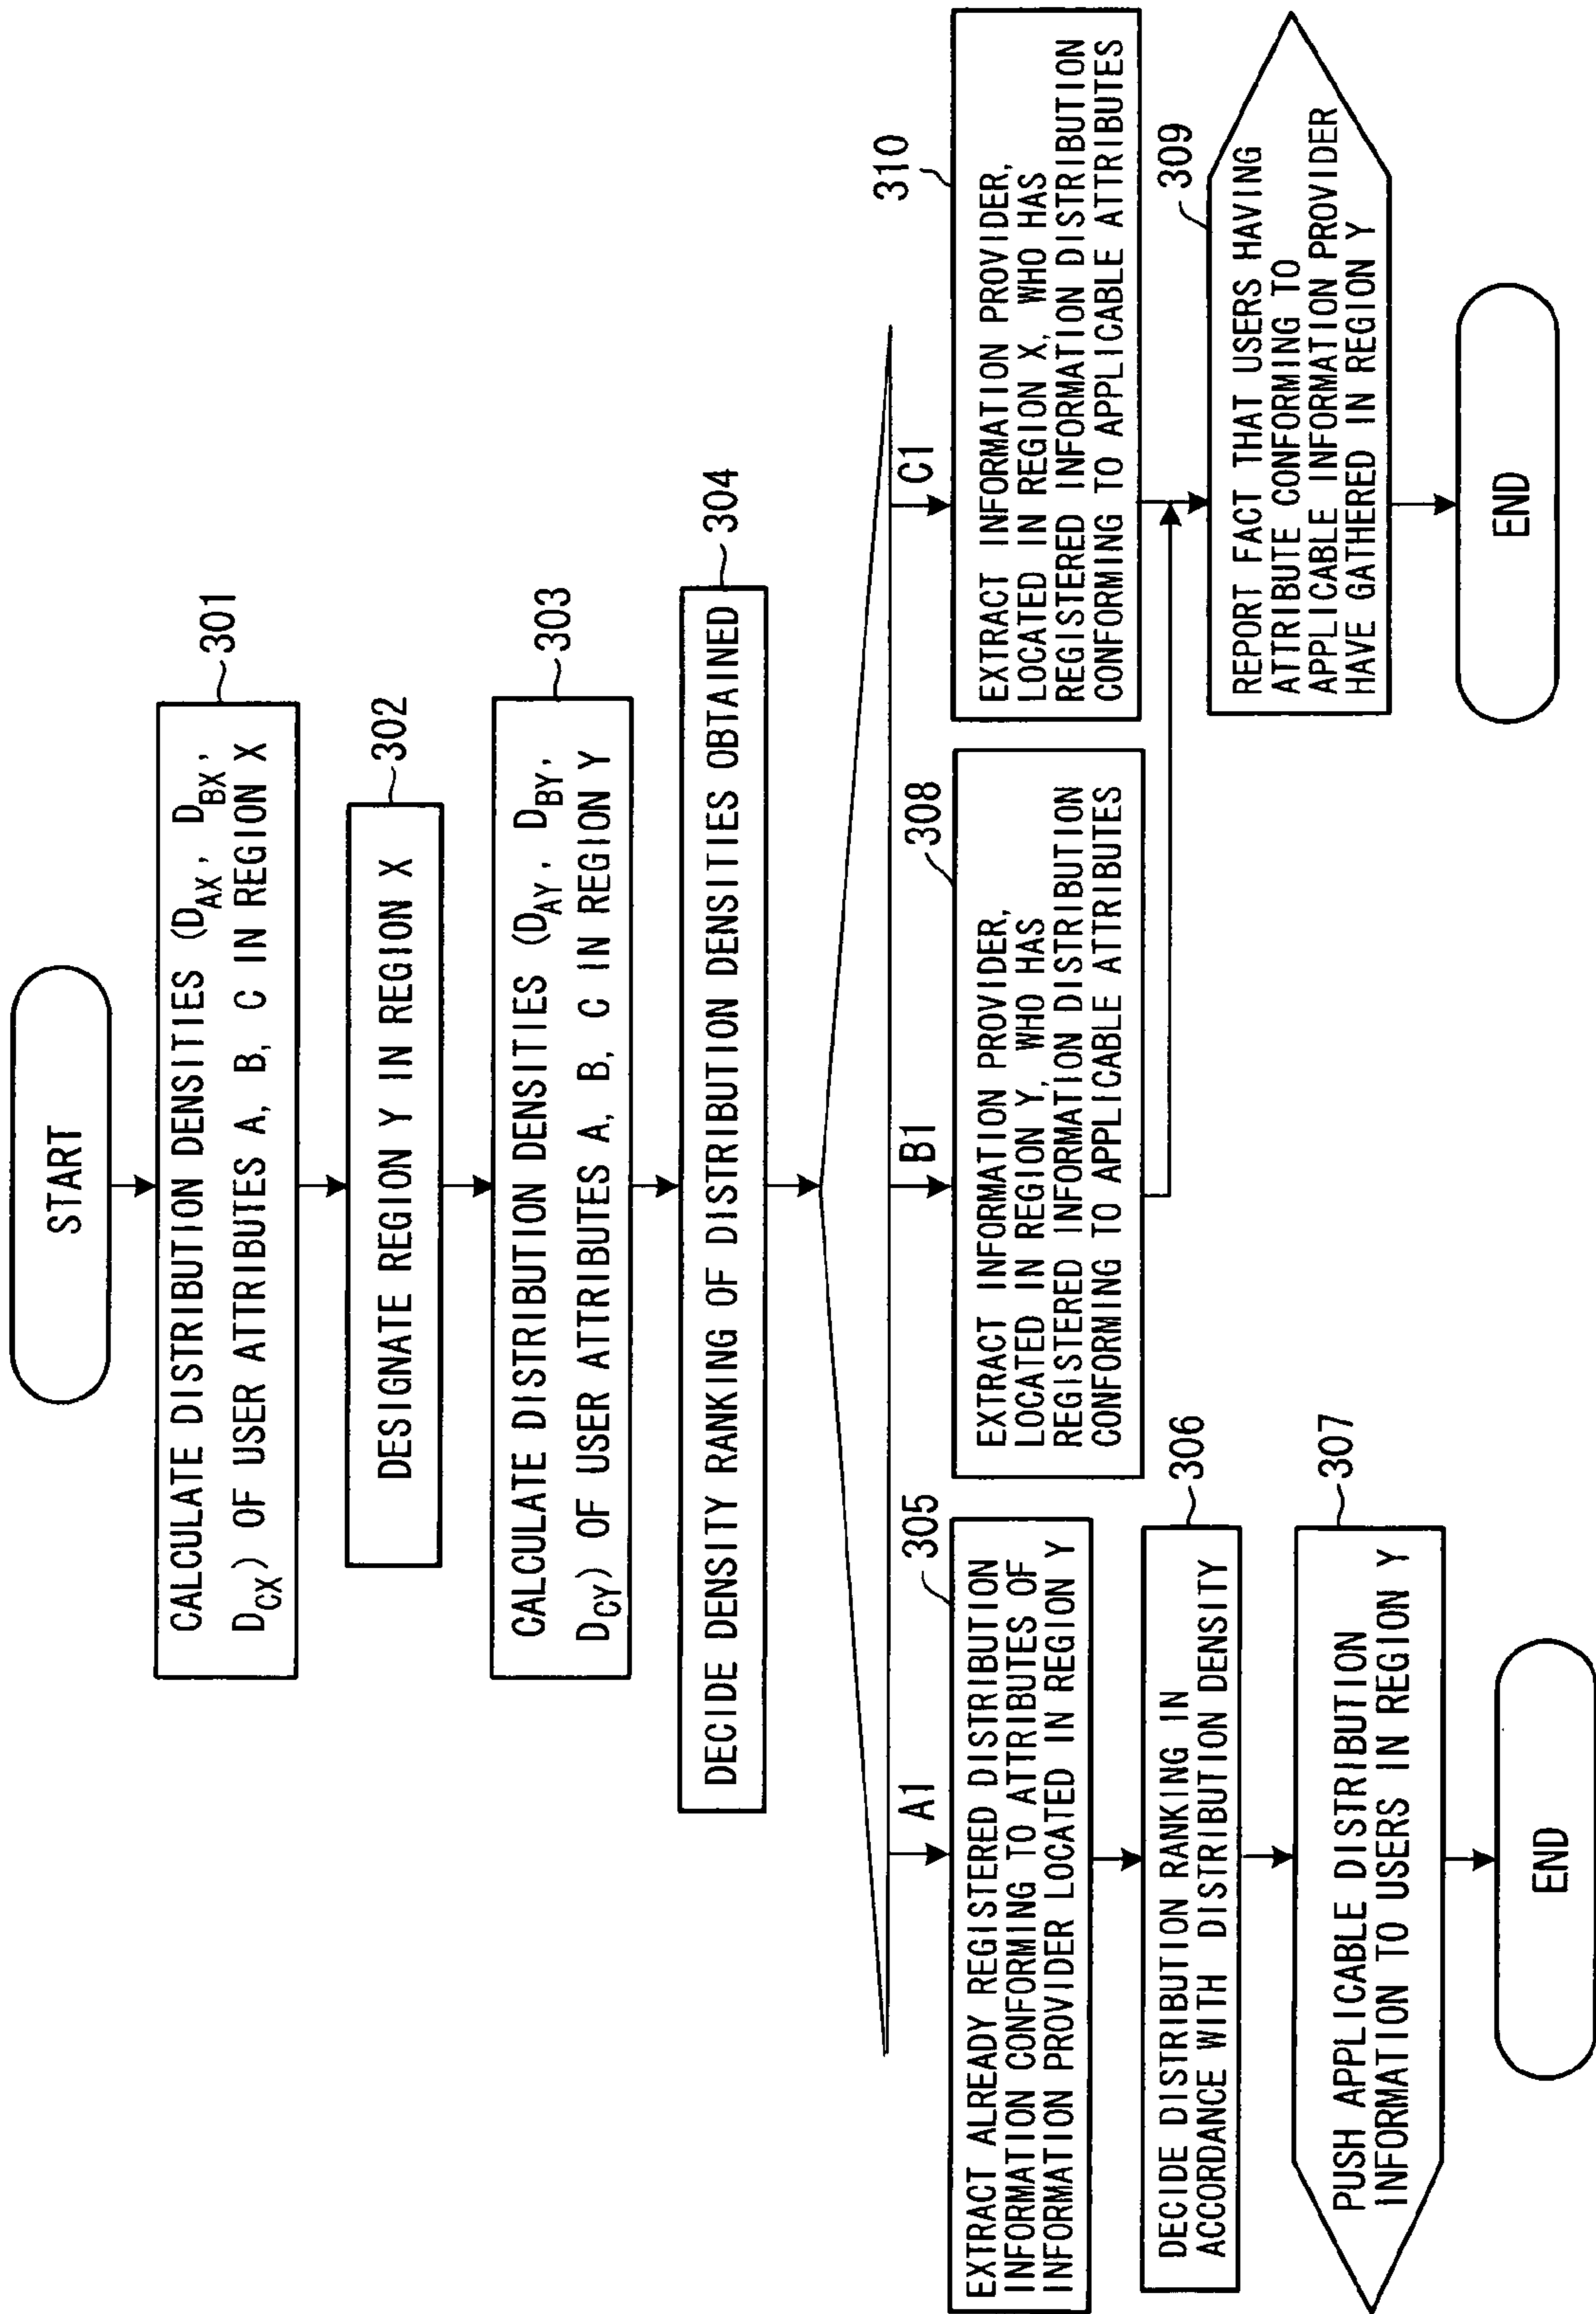 START
CALCULATE DISTRIBUTION DENSITIES (DAX, DBX,
DCX) OF USER ATTRIBUTES A, B, C IN REGION X
301
DESIGNATE REGION Y IN REGION X
302
CALCULATE DISTRIBUTION DENSITIES (DAY, DBY,
DCY) OF USER ATTRIBUTES A, B, C IN REGION Y
303
DECIDE DENSITY RANKING OF DISTRIBUTION DENSITIES OBTAINED
304
A1
305
EXTRACT ALREADY REGISTERED DISTRIBUTION
INFORMATION CONFORMING TO ATTRIBUTES OF
INFORMATION PROVIDER LOCATED IN REGION Y
306
DECIDE DISTRIBUTION RANKING IN
ACCORDANCE WITH DISTRIBUTION DENSITY
307
PUSH APPLICABLE DISTRIBUTION
INFORMATION TO USERS IN REGION Y
END
B1
308
EXTRACT INFORMATION PROVIDER,
LOCATED IN REGION Y, WHO HAS
REGISTERED INFORMATION DISTRIBUTION
CONFORMING TO APPLICABLE ATTRIBUTES
C1
310
EXTRACT INFORMATION PROVIDER,
LOCATED IN REGION X, WHO HAS
REGISTERED INFORMATION DISTRIBUTION
CONFORMING TO APPLICABLE ATTRIBUTES
309
REPORT FACT THAT USERS HAVING
ATTRIBUTE CONFORMING TO
APPLICABLE INFORMATION PROVIDER
HAVE GATHERED IN REGION Y
END